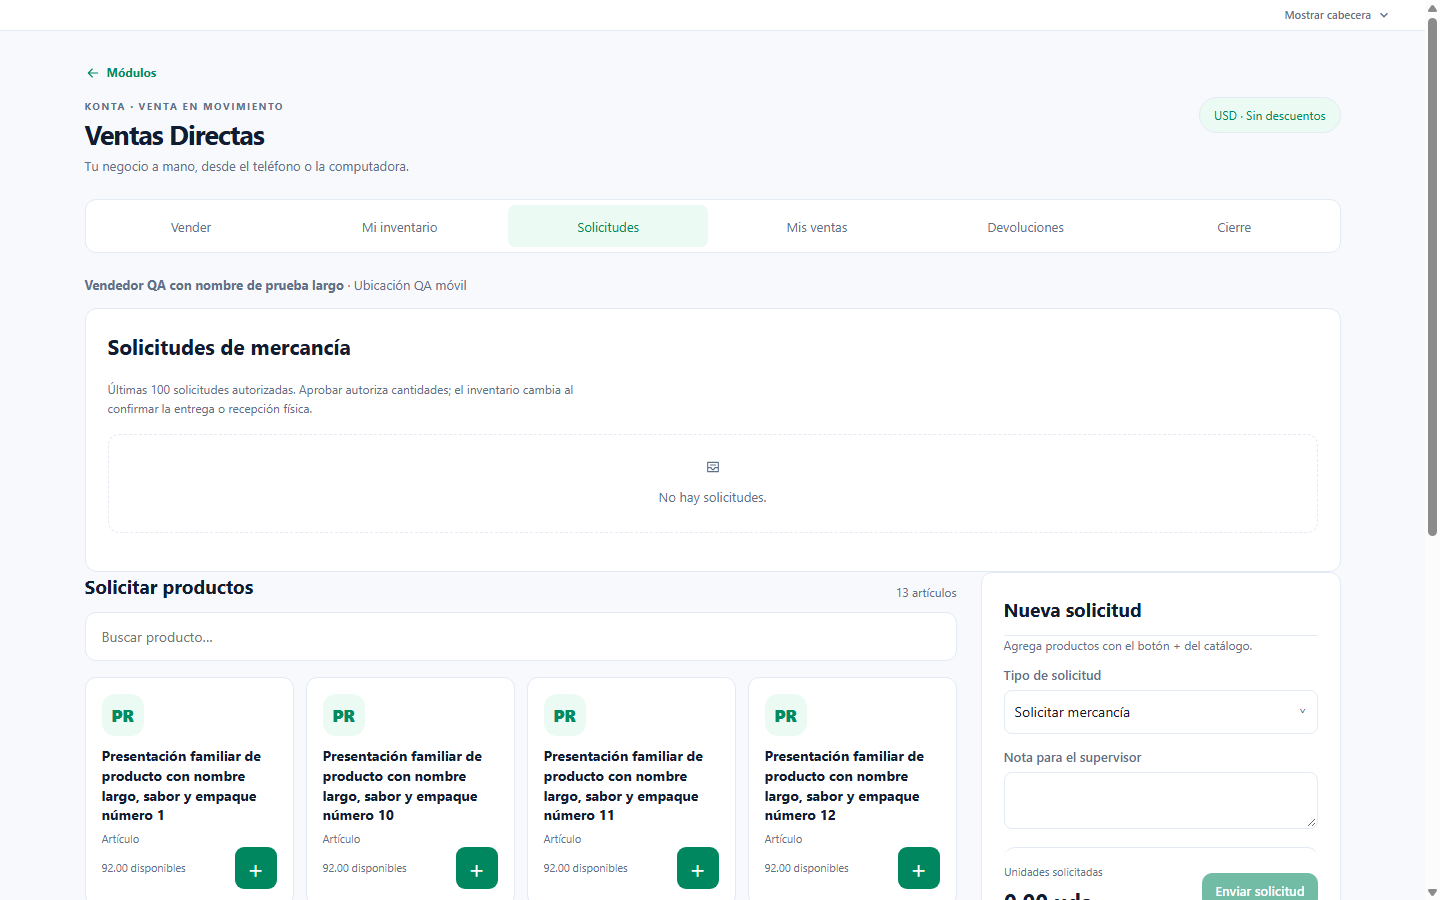 Mostrar cabecera
Módulos
KONTA · VENTA EN MOVIMIENTO
Ventas Directas
Tu negocio a mano, desde el teléfono o la computadora.
USD · Sin descuentos
Vender
Mi inventario
Solicitudes
Mis ventas
Devoluciones
Cierre
Vendedor QA con nombre de prueba largo · Ubicación QA móvil
Solicitudes de mercancía
Últimas 100 solicitudes autorizadas. Aprobar autoriza cantidades; el inventario cambia al
confirmar la entrega o recepción física.
No hay solicitudes.
Solicitar productos
13 artículos
Buscar producto...
PR
Presentación familiar de
producto con nombre
largo, sabor y empaque
número 1
Artículo
92.00 disponibles
+
PR
Presentación familiar de
producto con nombre
largo, sabor y empaque
número 10
Artículo
92.00 disponibles
+
PR
Presentación familiar de
producto con nombre
largo, sabor y empaque
número 11
Artículo
92.00 disponibles
+
PR
Presentación familiar de
producto con nombre
largo, sabor y empaque
número 12
Artículo
92.00 disponibles
+
Nueva solicitud
Agrega productos con el botón + del catálogo.
Tipo de solicitud
Solicitar mercancía
Nota para el supervisor
Unidades solicitadas
0.00 uds
Enviar solicitud